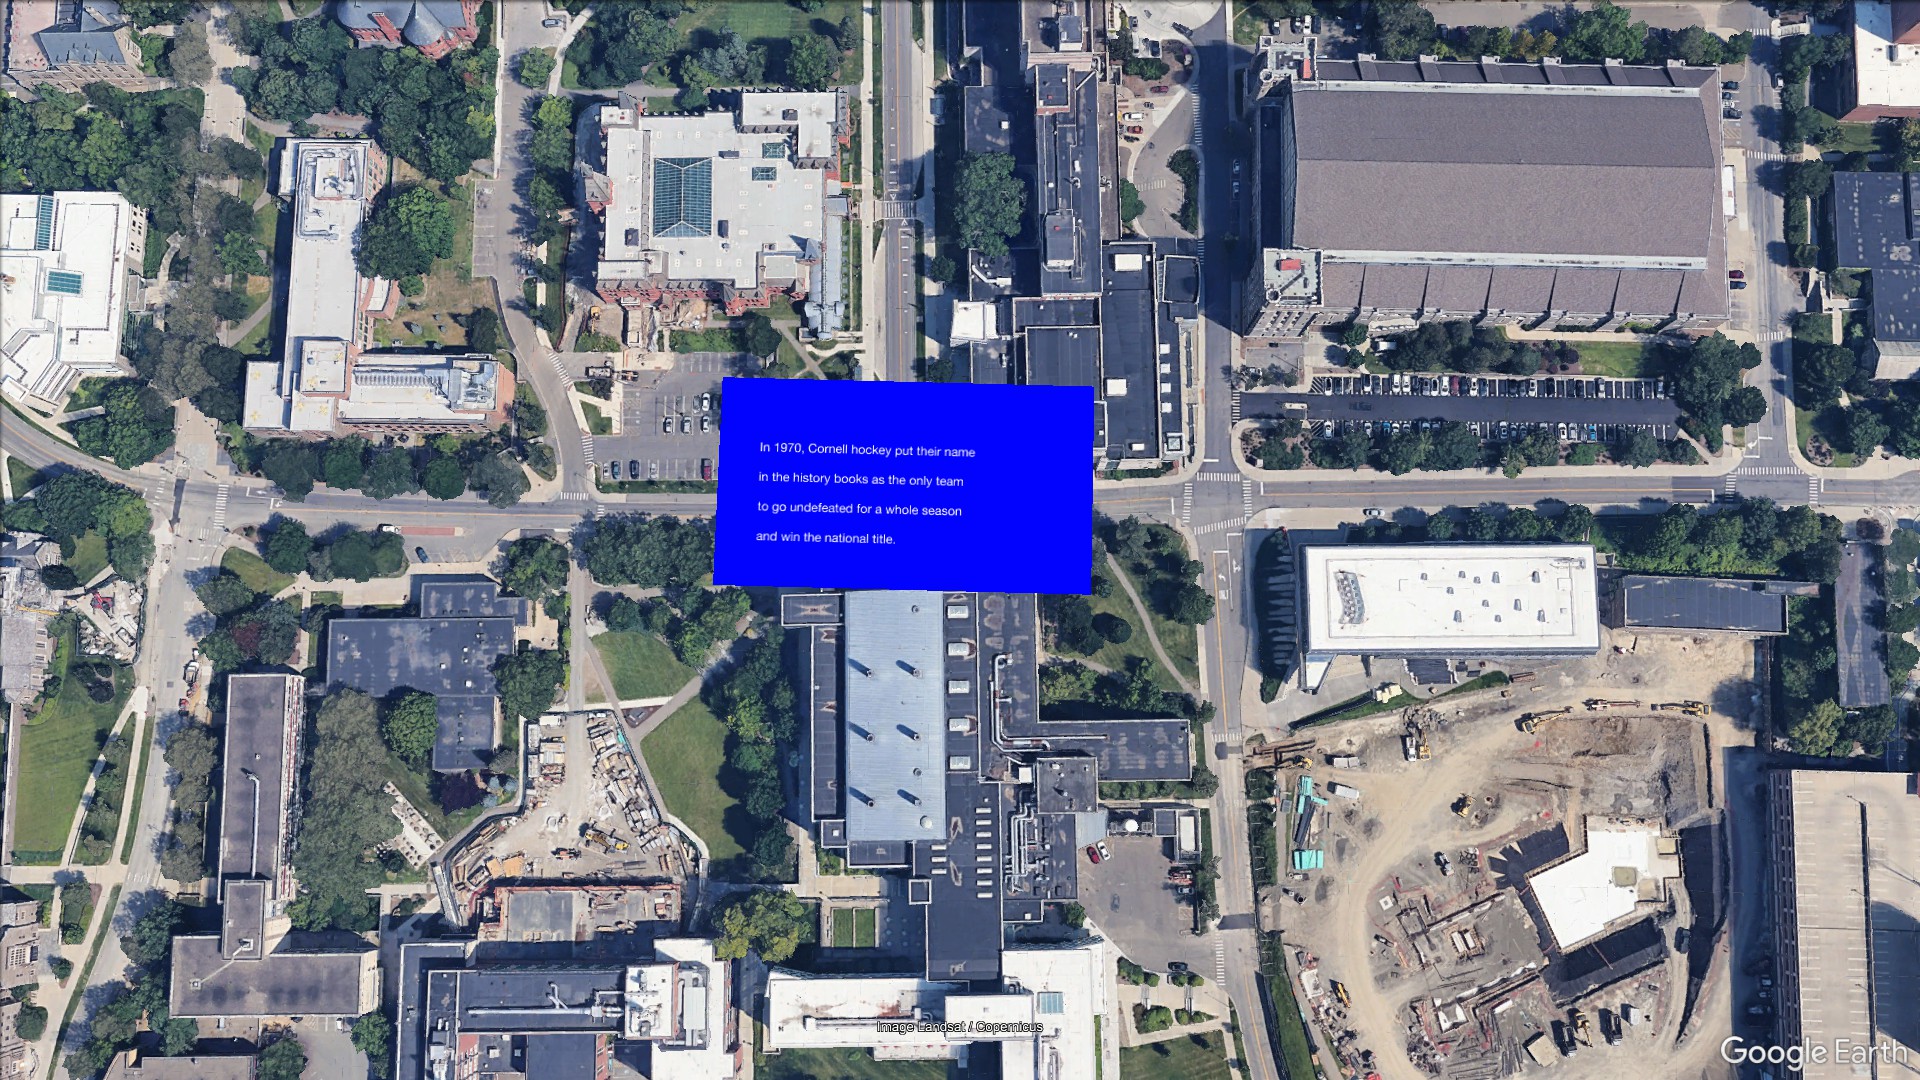 In 1970, Cornell hockey put their name
in the history books as the only team
to go undefeated for a whole season
and win the national title.
Image Landsat / Copernicus
Google Earth